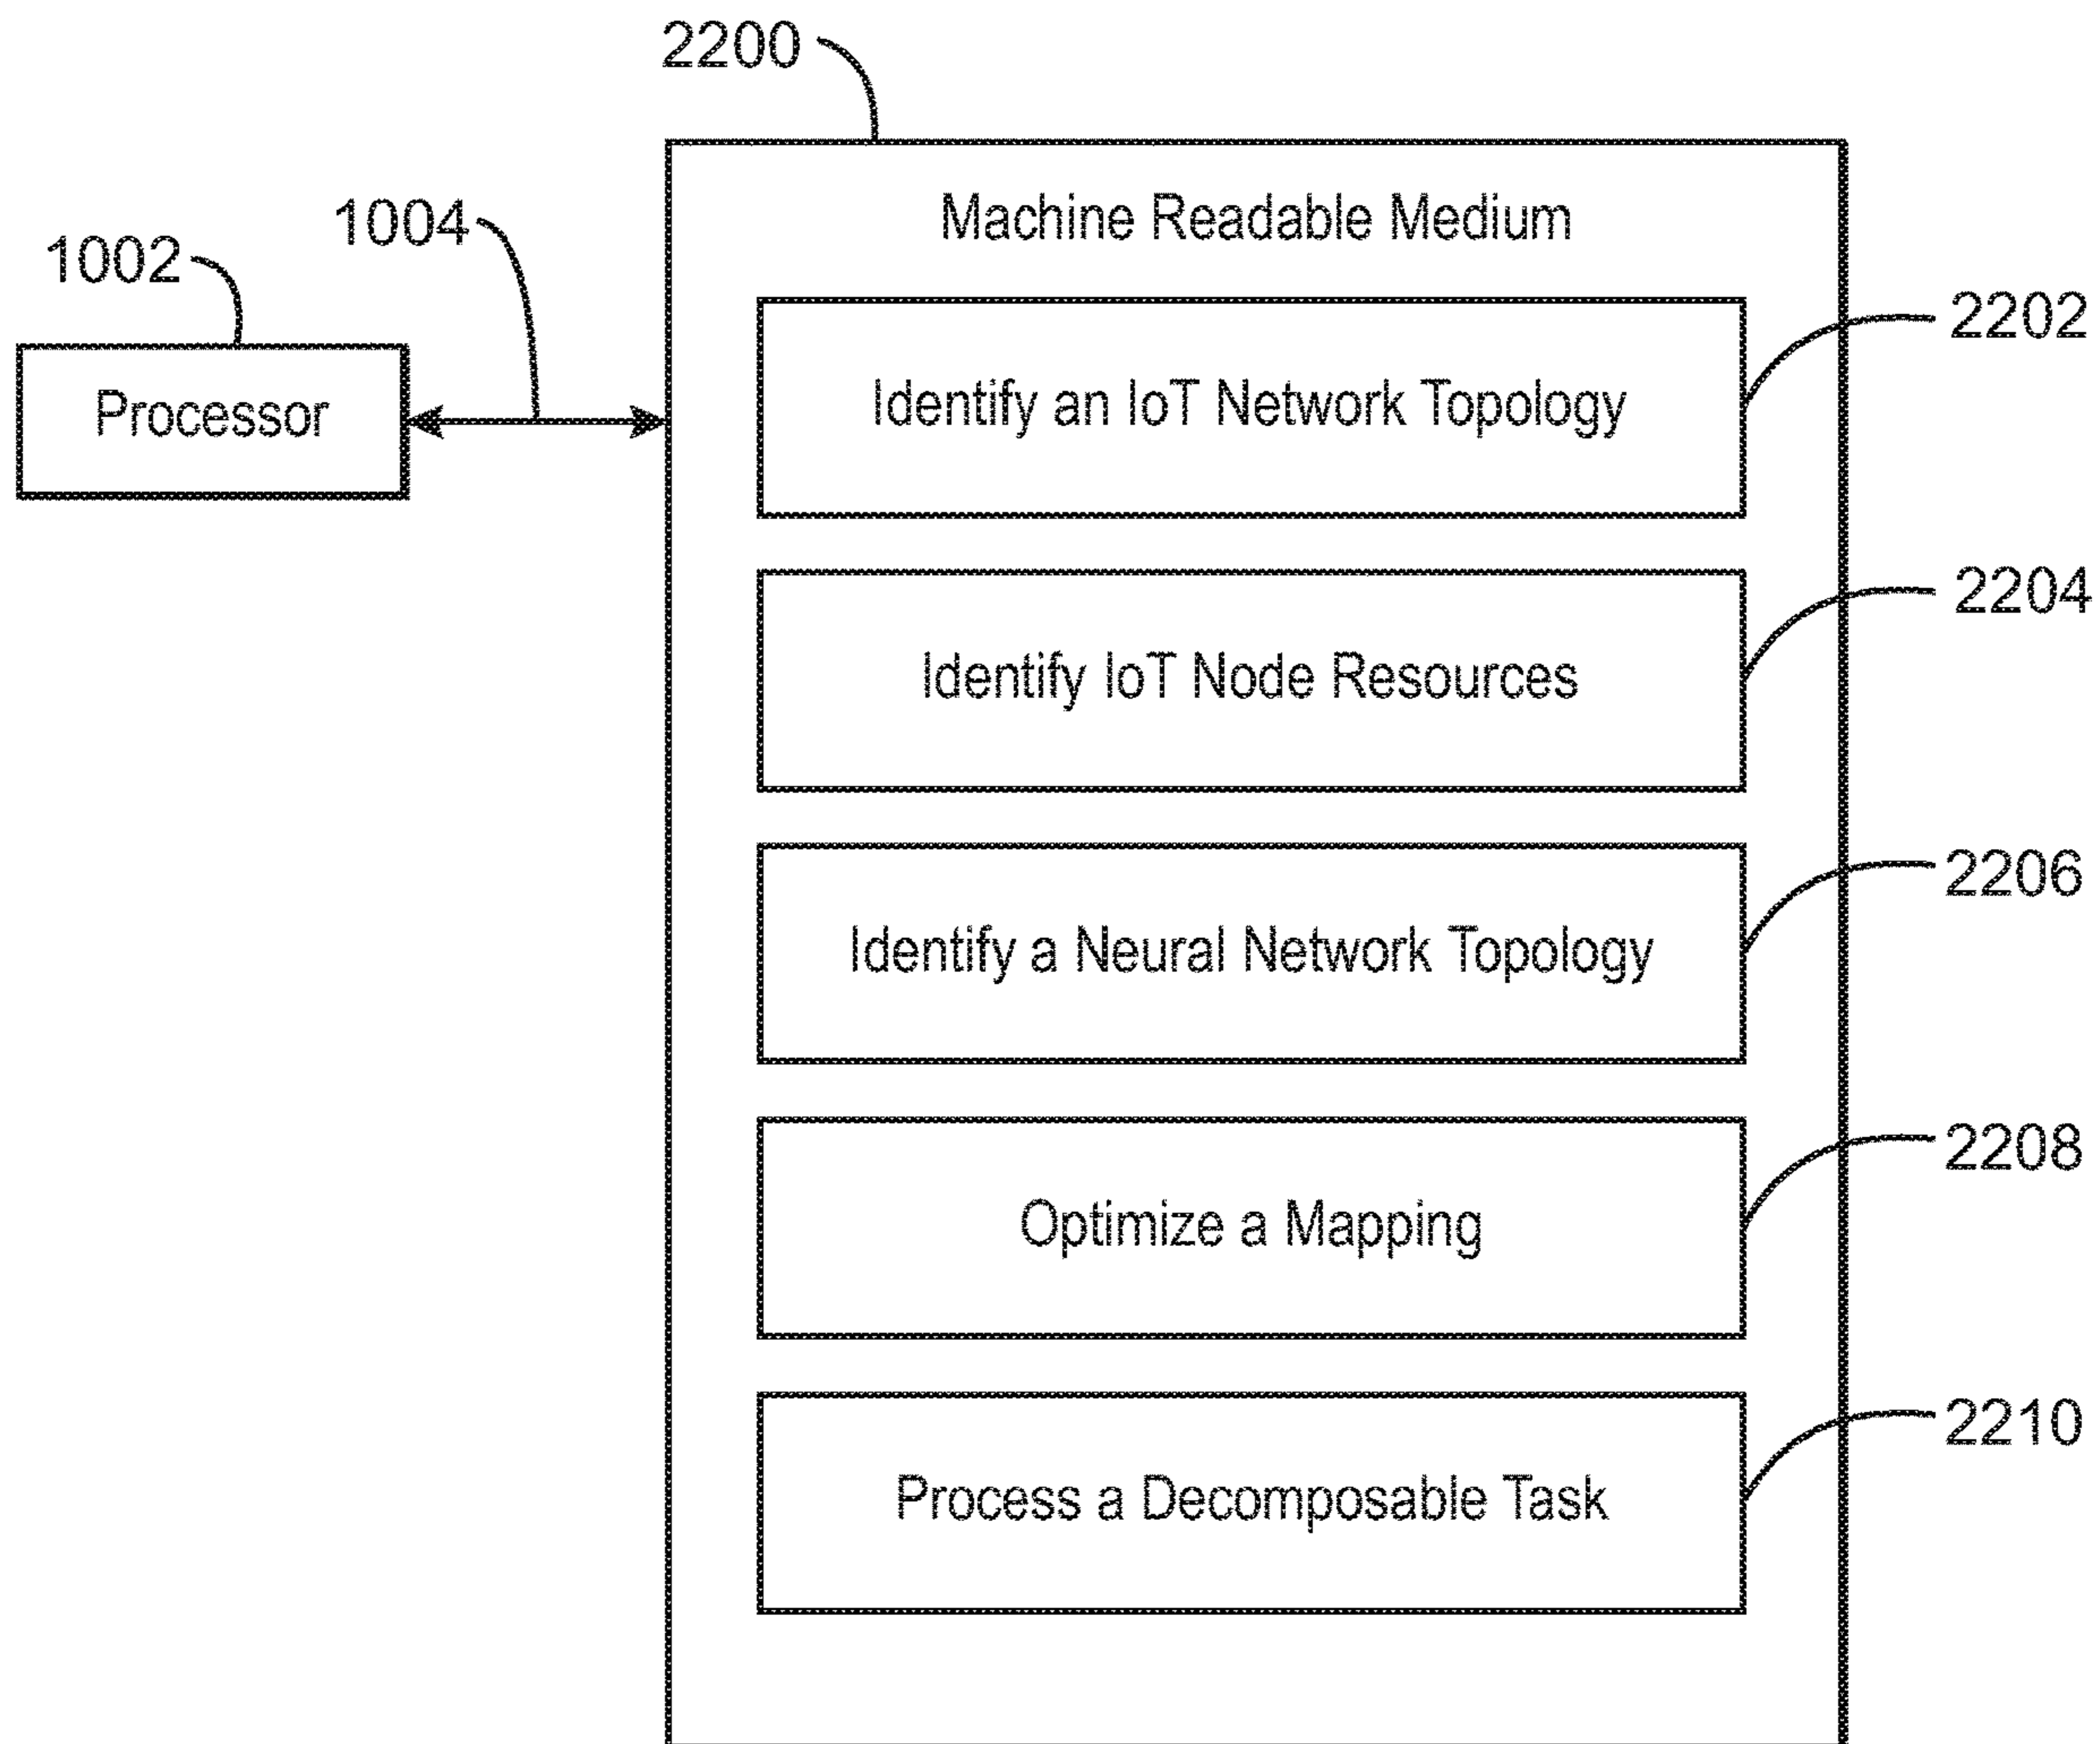 2200
Machine Readable Medium
1004
1002
Processor
Identify an IoT Network Topology
2202
Identify IoT Node Resources
2204
Identify a Neural Network Topology
2206
Optimize a Mapping
2208
Process a Decomposable Task
2210